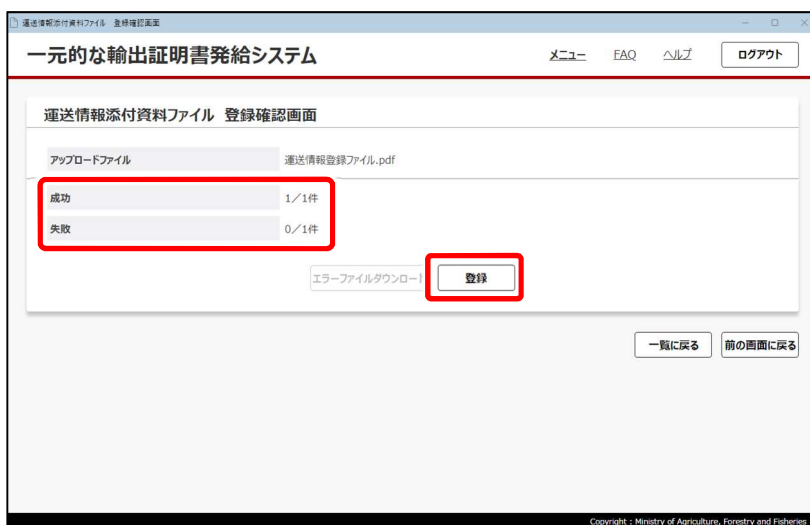 運送情報添付資料ファイル 登録確認画面
一元的な輸出証明書発給システム
メニュー FAQ ヘルプ ログアウト
運送情報添付資料ファイル 登録確認画面
アップロードファイル 運送情報登録ファイル.pdf
成功 1/1件
失敗 0/1件
エラーファイルダウンロード 登録
一覧に戻る 前の画面に戻る
Copyright : Ministry of Agriculture, Forestry and Fisheries